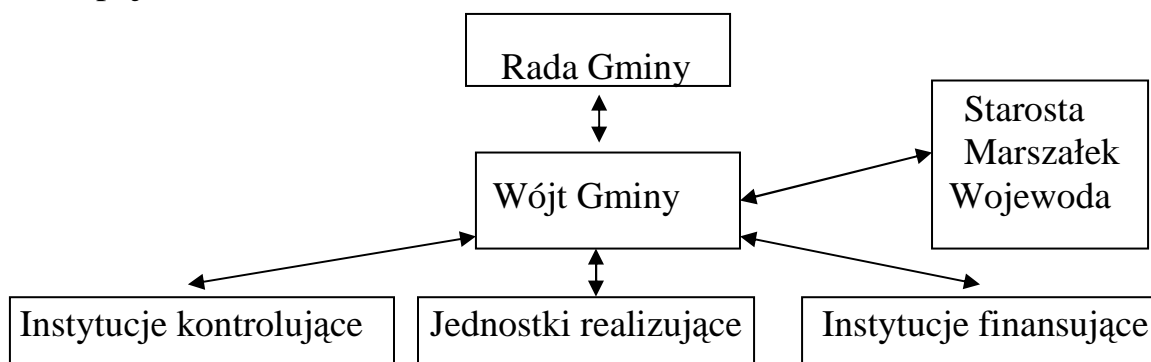 Rada Gminy
Starosta
Marszałek
Wojewoda
Wójt Gminy
Instytucje kontrolujące
Jednostki realizujące
Instytucje finansujące